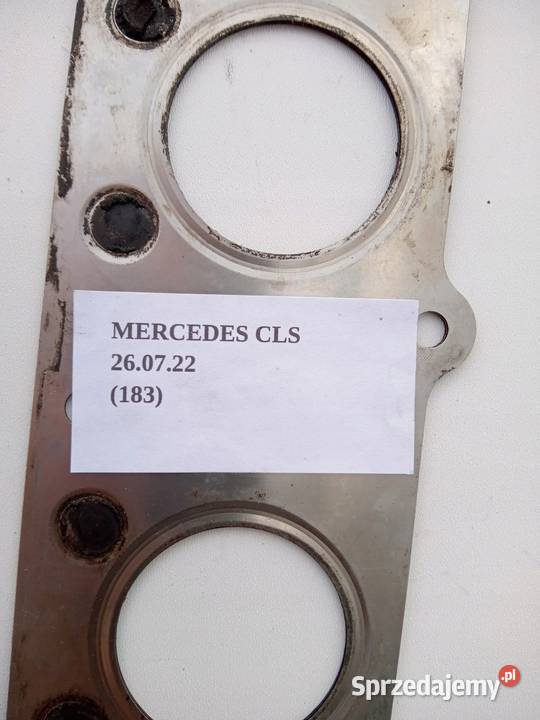 MERCEDES CLS
26.07.22
(183)
Sprzedajemy.pl